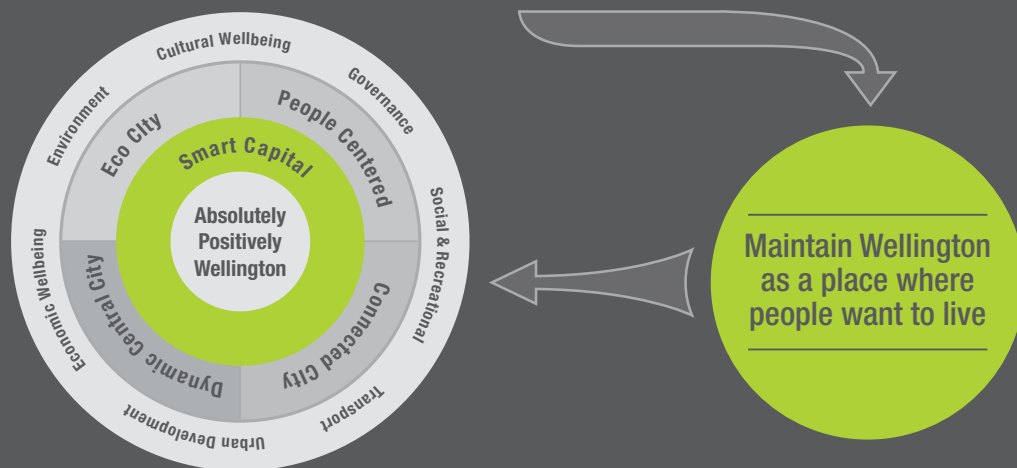 Cultural Wellbeing
Governance
Social & Recreational
Transport
Urban Development
Economic Wellbeing
Environment
Eco City
People Centered
Connected City
Dynamic Central City
Smart Capital
Absolutely
Positively
Wellington
Maintain Wellington
as a place where
people want to live